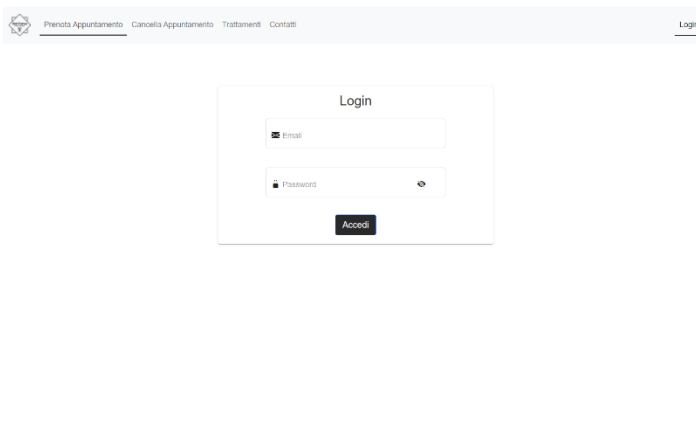 Prenota Appuntamento Cancella Appuntamento Trattamenti Contatti Login
Login
Email
Password
Accedi